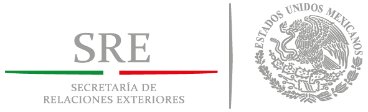 SRE
SECRETARÍA DE
RELACIONES EXTERIORES
ESTADOS UNIDOS MEXICANOS